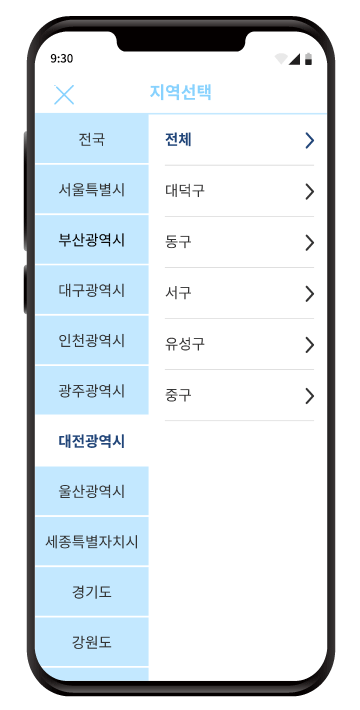 9:30
지역선택
전국
서울특별시
부산광역시
대구광역시
인천광역시
광주광역시
대전광역시
울산광역시
세종특별자치시
경기도
강원도
전체
대덕구
동구
서구
유성구
중구